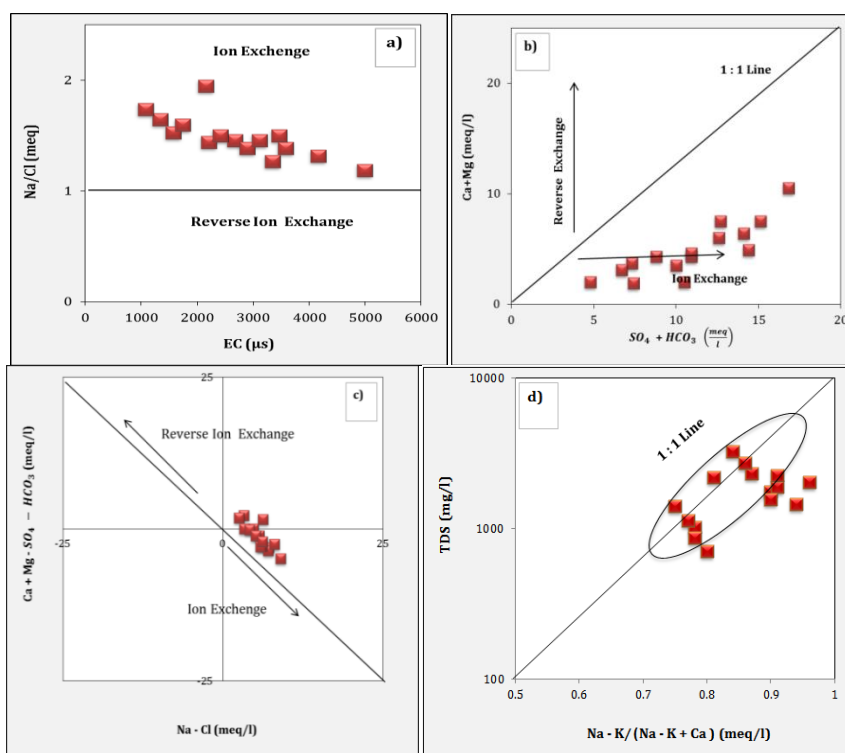 a)
Ion Exchenge
Reverse Ion Exchange
Na/Cl (meq)
2
1
0
0
1000
2000
3000
4000
5000
6000
EC (µs)
b)
1 : 1 Line
Reverse Exchange
Ion Exchange
Ca+Mg (meq/l)
20
10
0
0
5
10
15
20
SO₄ + HCO₃ (meq/l)
c)
25
Reverse Ion Exchange
-25
25
Ion Exchenge
-25
Ca + Mg - SO₄ − HCO₃ (meq/l)
Na - Cl (meq/l)
d)
1 : 1 Line
TDS (mg/l)
10000
1000
100
0.5
0.6
0.7
0.8
0.9
1
Na - K/(Na - K + Ca ) (meq/l)